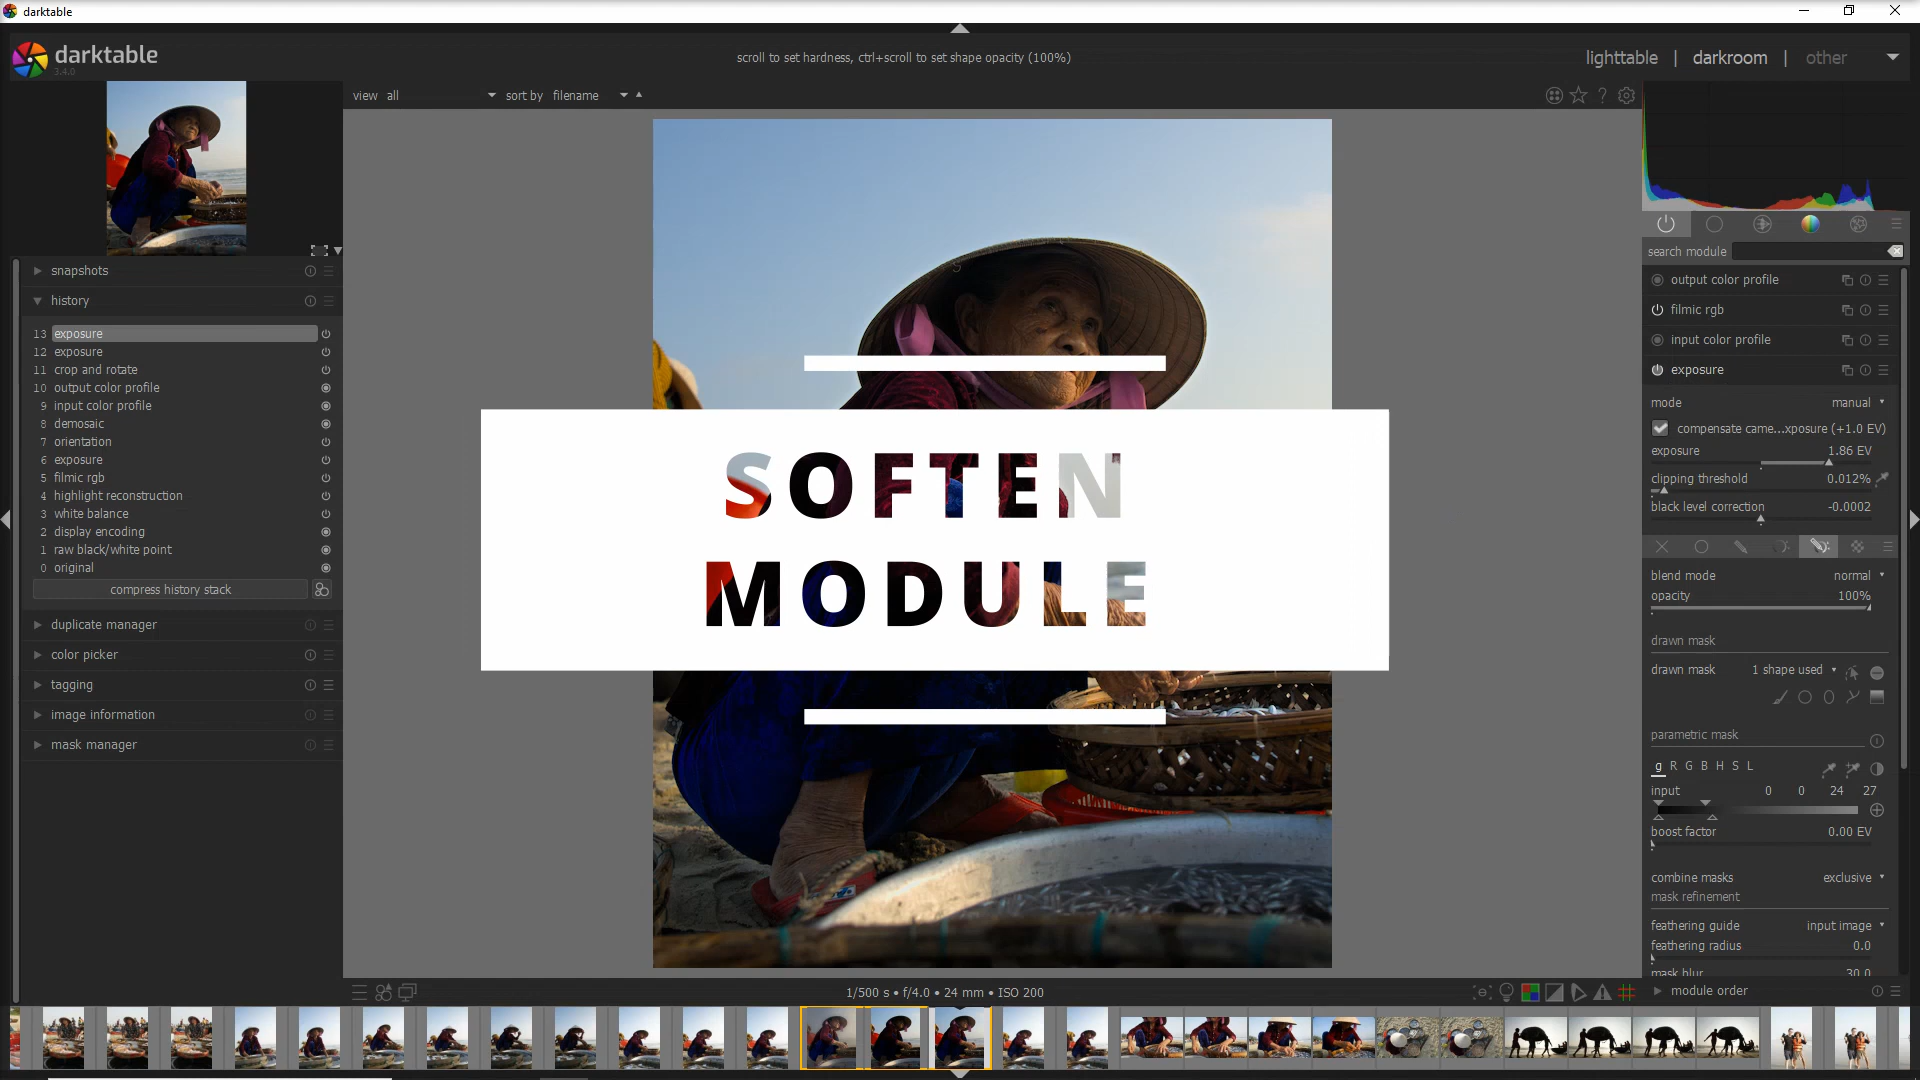 darktable
darktable
3.4.0
scroll to set hardness, ctrl+scroll to set shape opacity (100%)
lighttable | darkroom | other
view all sort by filename
search module
snapshots
history
13 exposure
12 exposure
11 crop and rotate
10 output color profile
9 input color profile
8 demosaic
7 orientation
6 exposure
5 filmic rgb
4 highlight reconstruction
3 white balance
2 display encoding
1 raw black/white point
0 original
compress history stack
duplicate manager
color picker
tagging
image information
mask manager
SOFTEN
MODULE
output color profile
filmic rgb
input color profile
exposure
mode manual
compensate came...xposure (+1.0 EV)
exposure 1.86 EV
clipping threshold 0.012%
black level correction -0.0002
blend mode normal
opacity 100%
drawn mask
drawn mask 1 shape used
parametric mask
g R G B H S L
input 0 0 24 27
boost factor 0.00 EV
combine masks exclusive
mask refinement
feathering guide input image
feathering radius 0.0
mask blur 30.0
module order
1/500 s • f/4.0 • 24 mm • ISO 200